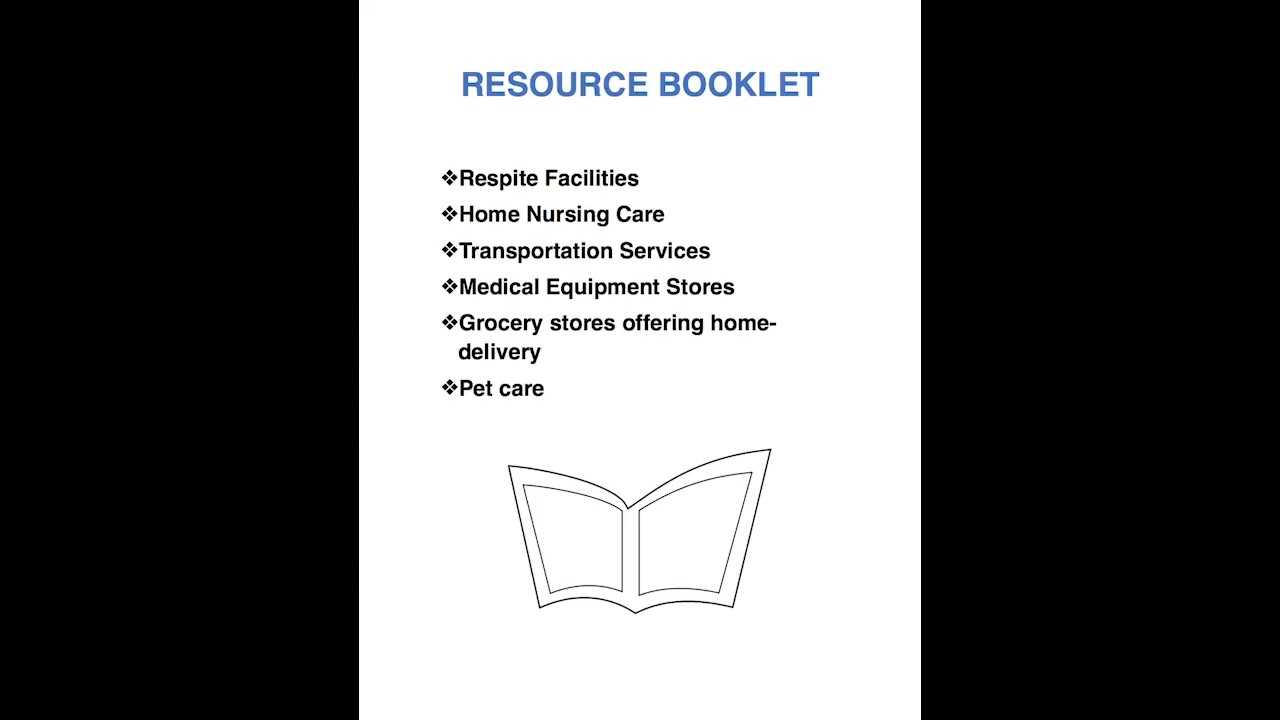 RESOURCE BOOKLET
❖Respite Facilities
❖Home Nursing Care
❖Transportation Services
❖Medical Equipment Stores
❖Grocery stores offering home-
delivery
❖Pet care